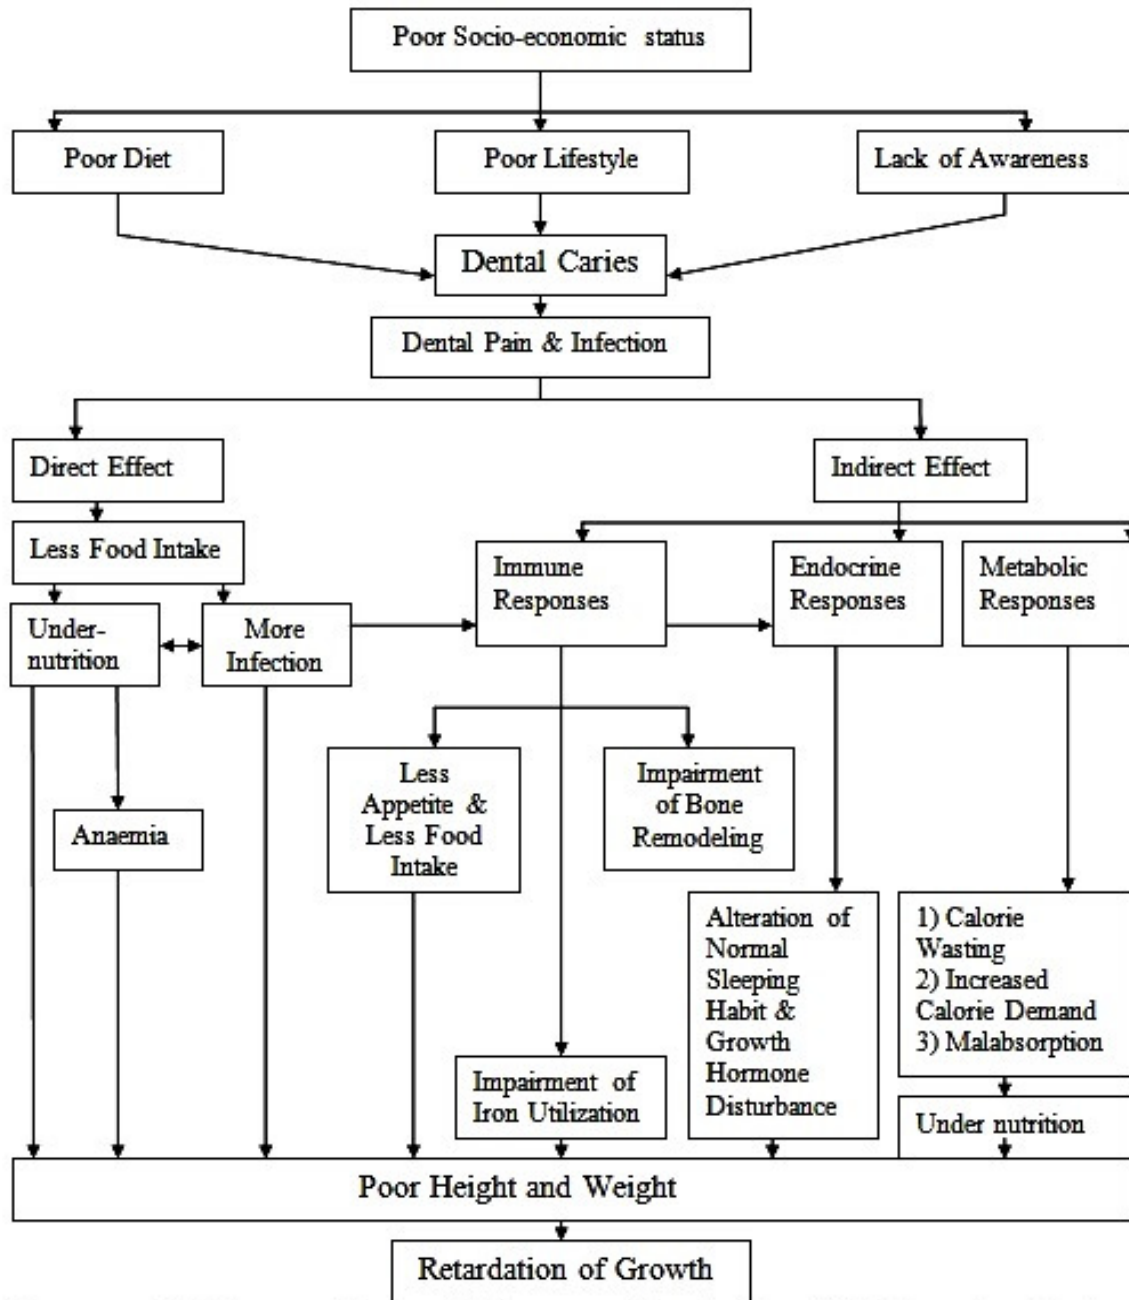 Poor Socio-economic status
Poor Diet
Poor Lifestyle
Lack of Awareness
Dental Caries
Dental Pain & Infection
Direct Effect
Indirect Effect
Less Food Intake
Immune
Responses
Endocrine
Responses
Metabolic
Responses
Under-
nutrition
More
Infection
Less
Appetite &
Less Food
Intake
Impairment
of Bone
Remodeling
Anaemia
Alteration of
Normal
Sleeping
Habit &
Growth
Hormone
Disturbance
1) Calorie
Wasting
2) Increased
Calorie Demand
3) Malabsorption
Impairment of
Iron Utilization
Under nutrition
Poor Height and Weight
Retardation of Growth